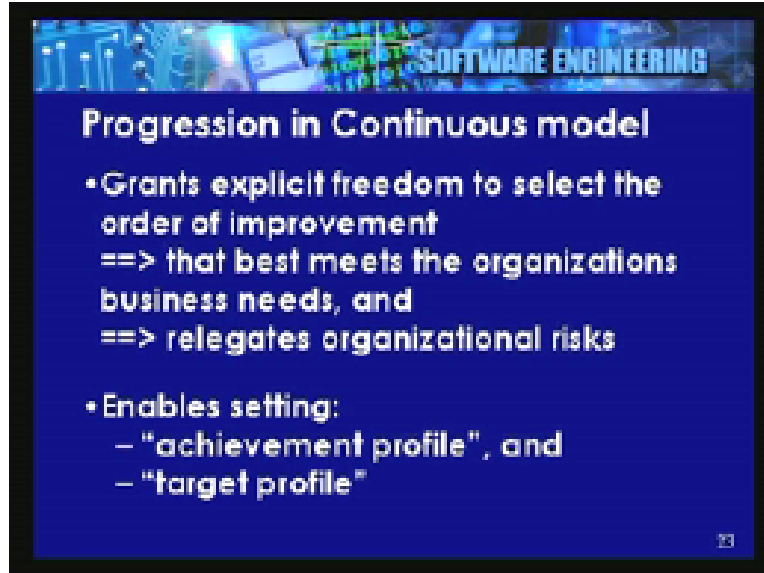 SOFTWARE ENGINEERING
Progression in Continuous model
•Grants explicit freedom to select the
order of improvement
==> that best meets the organizations
business needs, and
==> relegates organizational risks
•Enables setting:
– "achievement profile", and
– "target profile"